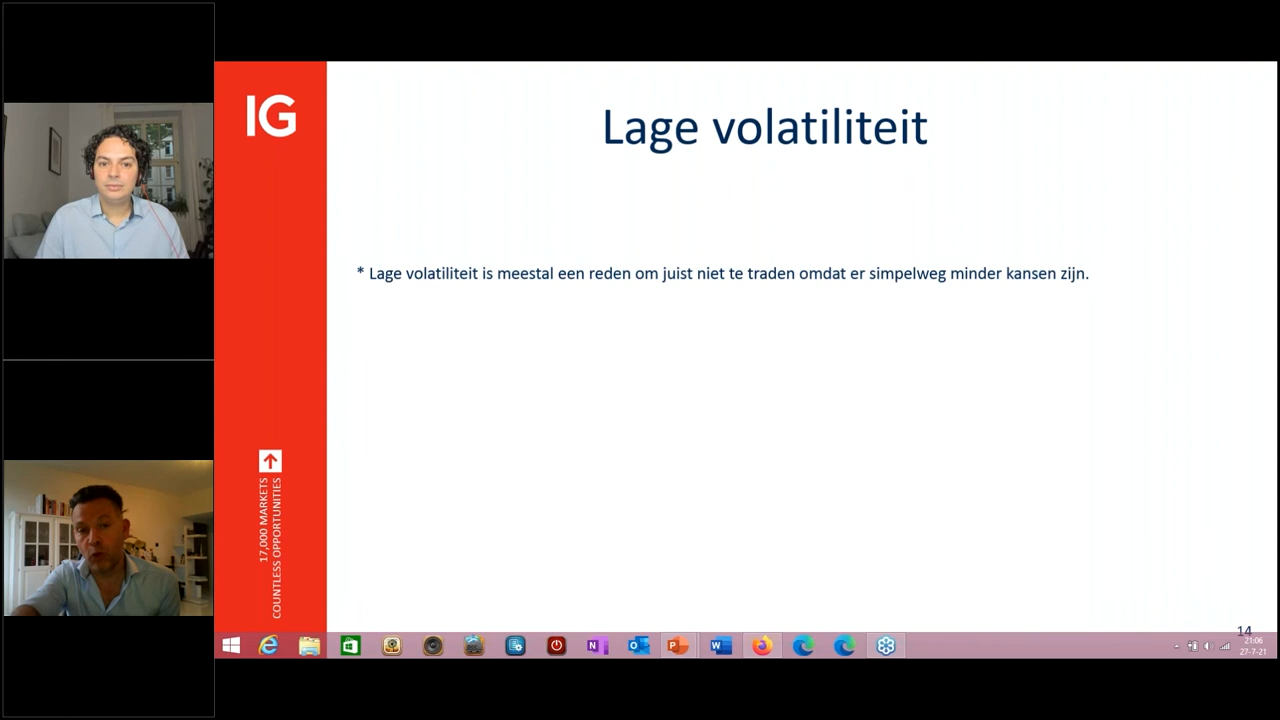 IG
Lage volatiliteit
* Lage volatiliteit is meestal een reden om juist niet te traden omdat er simpelweg minder kansen zijn.
17,000 MARKETS
COUNTLESS OPPORTUNITIES
14
21:06
27-7-21